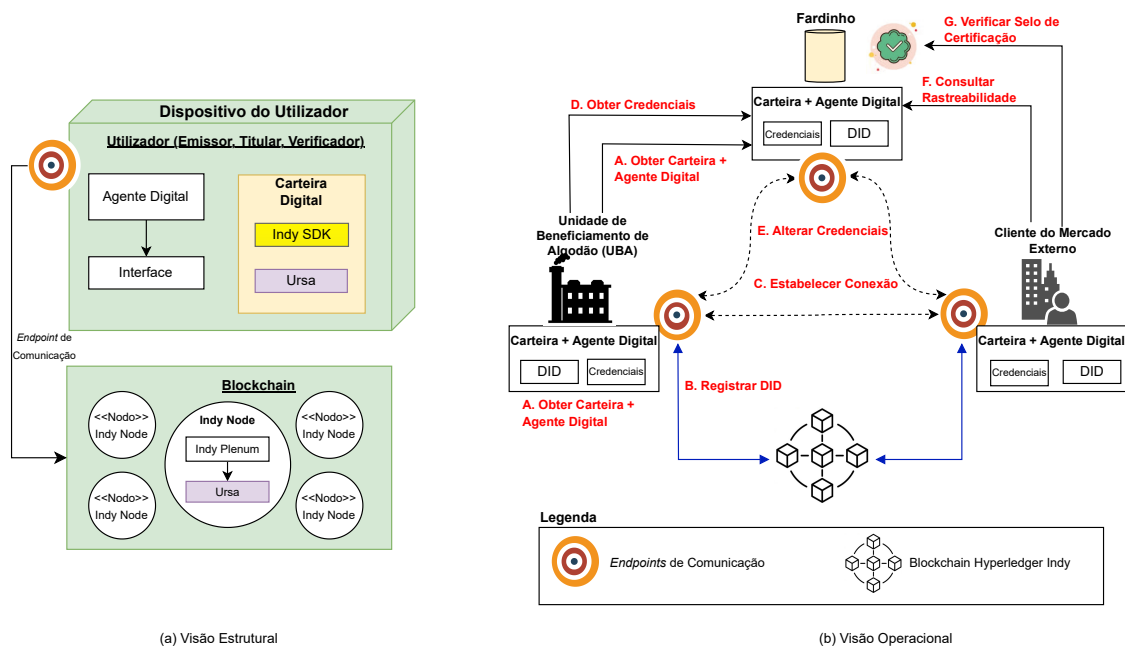 Dispositivo do Utilizador
Utilizador (Emissor, Titular, Verificador)
Agente Digital
Interface
Carteira
Digital
Indy SDK
Ursa
Endpoint de
Comunicação
Blockchain
<<Nodo>>
Indy Node
<<Nodo>>
Indy Node
Indy Node
Indy Plenum
Ursa
<<Nodo>>
Indy Node
<<Nodo>>
Indy Node
(a) Visão Estrutural
Fardinho
G. Verificar Selo de
Certificação
F. Consultar
Rastreabilidade
D. Obter Credenciais
Carteira + Agente Digital
Credenciais
DID
A. Obter Carteira +
Agente Digital
Unidade de
Beneficiamento de
Algodão (UBA)
E. Alterar Credenciais
Cliente do Mercado
Externo
C. Estabelecer Conexão
Carteira + Agente Digital
DID
Credenciais
Carteira + Agente Digital
Credenciais
DID
B. Registrar DID
A. Obter Carteira +
Agente Digital
Legenda
Endpoints de Comunicação
Blockchain Hyperledger Indy
(b) Visão Operacional